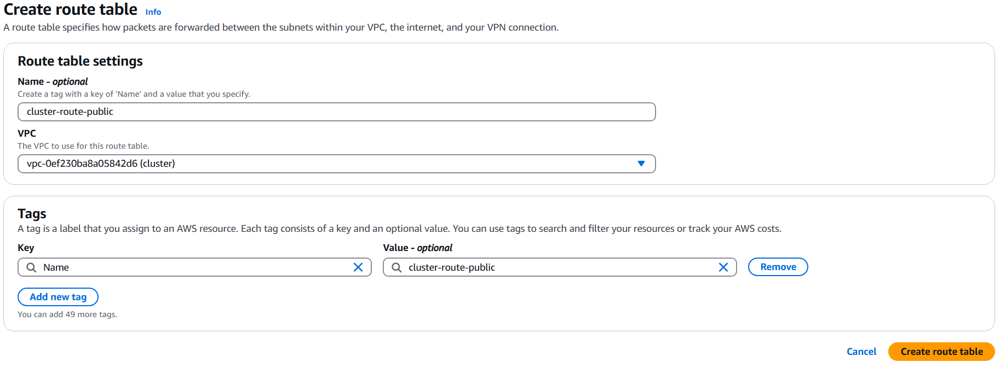 Create route table Info
A route table specifies how packets are forwarded between the subnets within your VPC, the internet, and your VPN connection.
Route table settings
Name - optional
Create a tag with a key of 'Name' and a value that you specify.
cluster-route-public
VPC
The VPC to use for this route table.
vpc-0ef230ba8a05842d6 (cluster)
Tags
A tag is a label that you assign to an AWS resource. Each tag consists of a key and an optional value. You can use tags to search and filter your resources or track your AWS costs.
Key Value - optional
Name cluster-route-public Remove
Add new tag
You can add 49 more tags.
Cancel Create route table